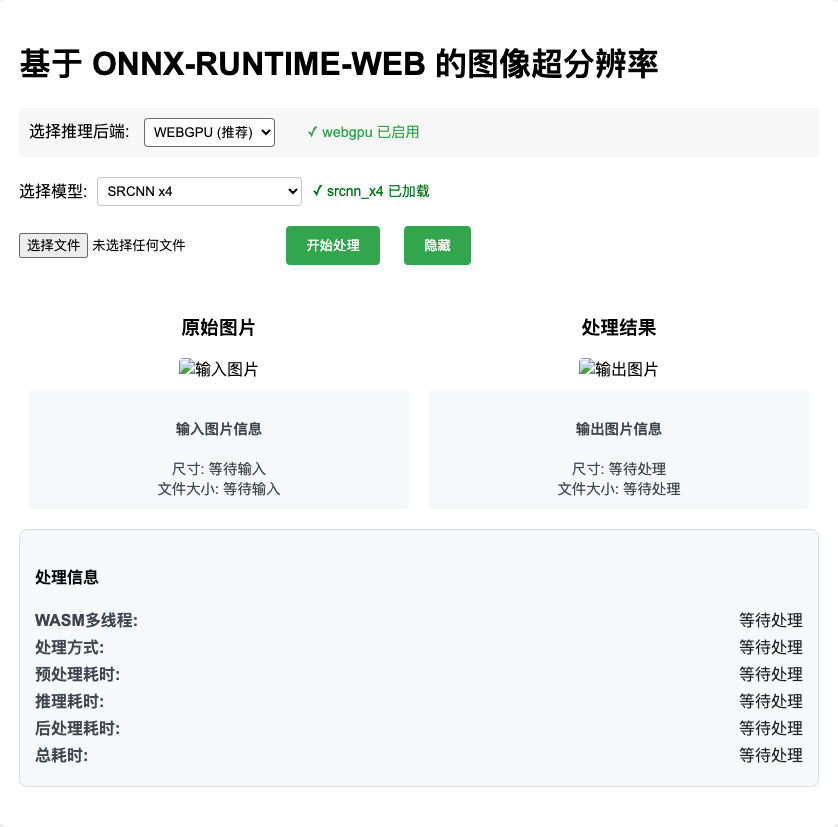 基于 ONNX-RUNTIME-WEB 的图像超分辨率
选择推理后端: WEBGPU (推荐) ✓ webgpu 已启用
选择模型: SRCNN x4 ✓ srcnn_x4 已加载
选择文件 未选择任何文件 开始处理 隐藏
原始图片
输入图片
输入图片信息
尺寸: 等待输入
文件大小: 等待输入
处理结果
输出图片
输出图片信息
尺寸: 等待处理
文件大小: 等待处理
处理信息
WASM多线程: 等待处理
处理方式: 等待处理
预处理耗时: 等待处理
推理耗时: 等待处理
后处理耗时: 等待处理
总耗时: 等待处理